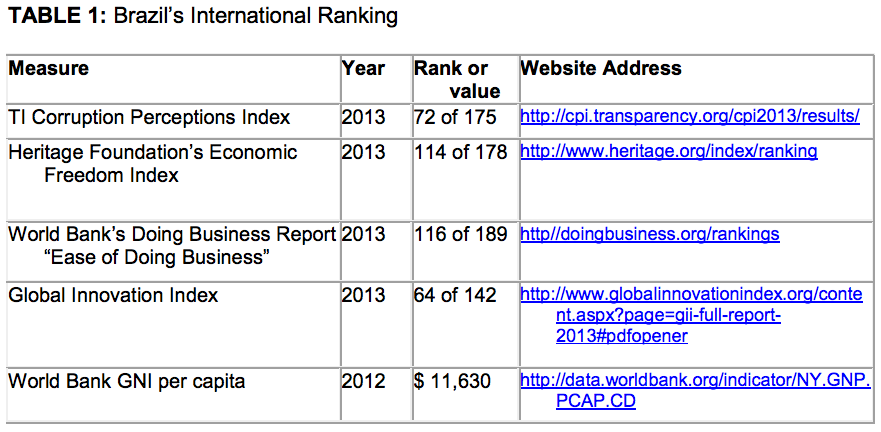 TABLE 1: Brazil’s International Ranking
Measure Year Rank or Website Address
value
TI Corruption Perceptions Index 2013 72 of 175 http://cpi.transparency.org/cpi2013/results/
Heritage Foundation’s Economic 2013 114 of 178 http://www.heritage.org/index/ranking
Freedom Index
World Bank’s Doing Business Report 2013 116 of 189 http//doingbusiness.org/rankings
“Ease of Doing Business”
Global Innovation Index 2013 64 of 142 http://www.globalinnovationindex.org/conte
nt.aspx?page=gii-full-report-
2013#pdfopener
World Bank GNI per capita 2012 $ 11,630 http://data.worldbank.org/indicator/NY.GNP.
PCAP.CD